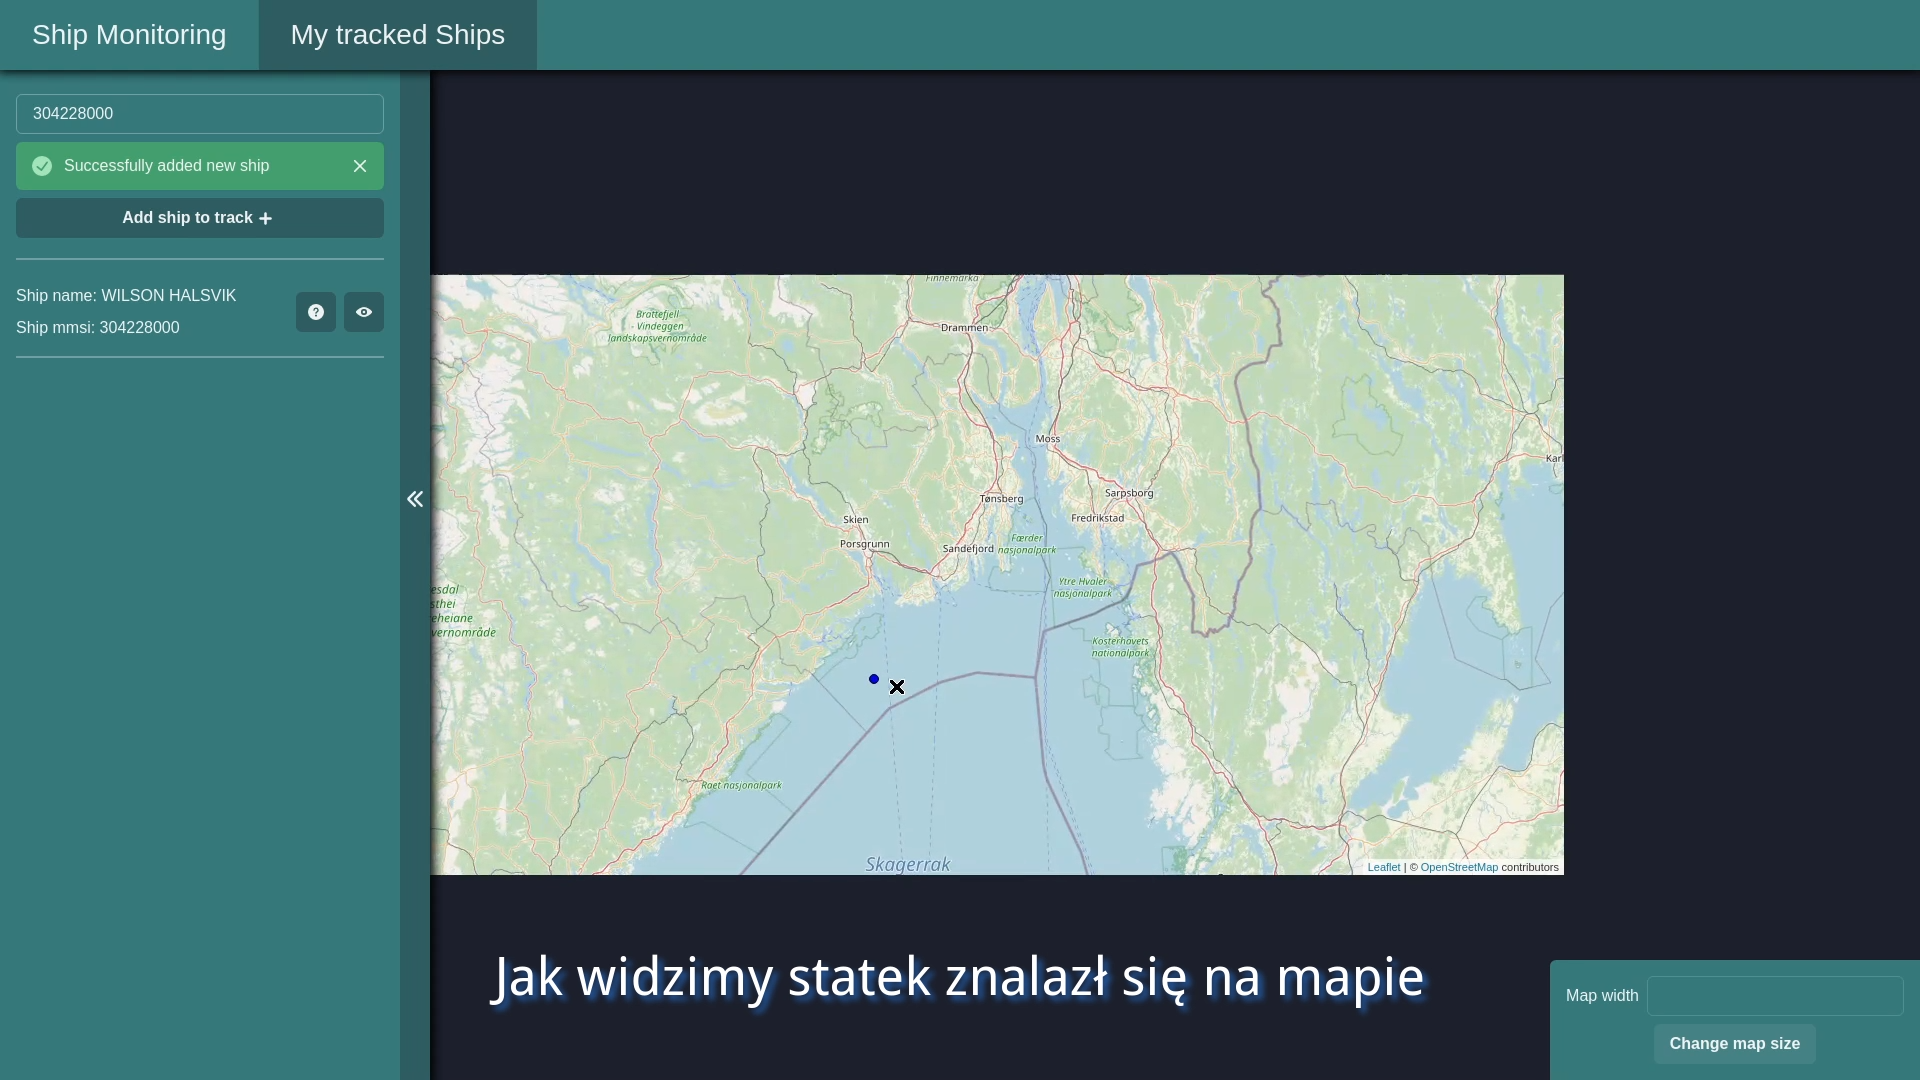 Ship Monitoring
My tracked Ships
304228000
Successfully added new ship
Add ship to track
Ship name: WILSON HALSVIK
Ship mmsi: 304228000
Finnemarka
Brattefjell
- Vindeggen
landskapsvernområde
Drammen
Moss
Karl
Tønsberg
Sarpsborg
Skien
Fredrikstad
Porsgrunn
Sandefjord
Færder
nasjonalpark
Ytre Hvaler
nasjonalpark
esdal
sthei
eheiane
vernområde
Kosterhavets
nationalpark
Raet nasjonalpark
Skagerrak
Leaflet | © OpenStreetMap contributors
Jak widzimy statek znalazł się na mapie
Map width
Change map size